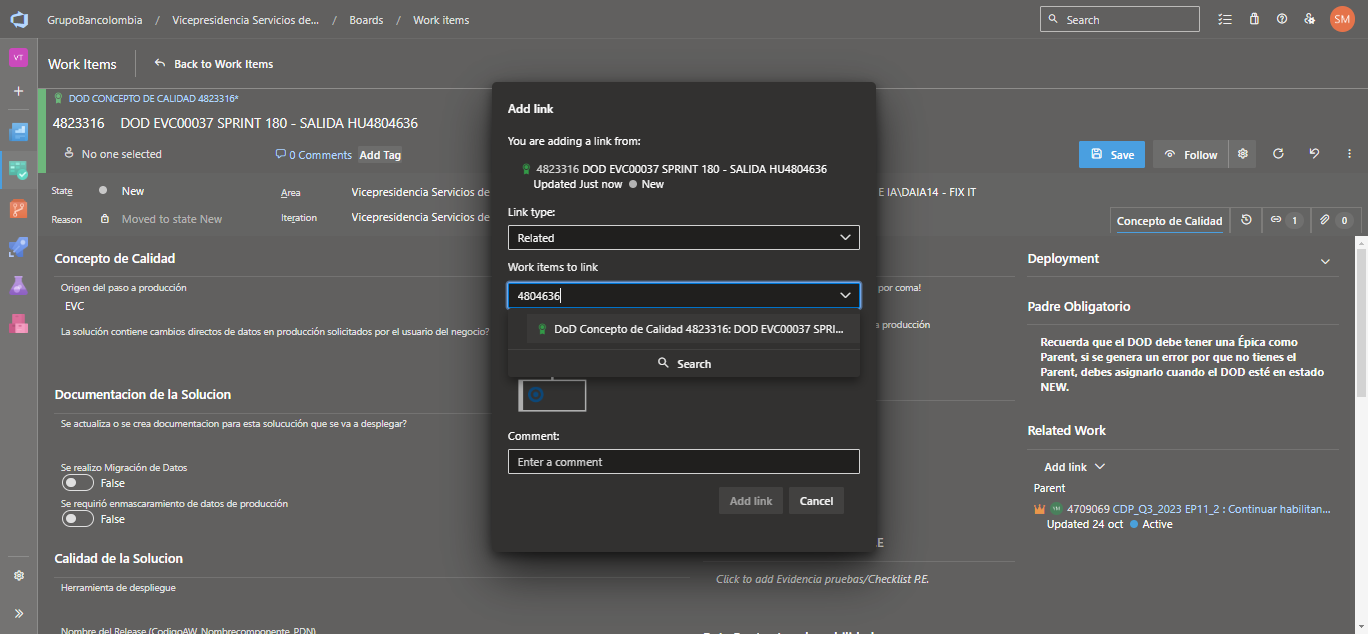 GrupoBancolombia / Vicepresidencia Servicios de... / Boards / Work items
Search
SM
VT
Work Items
Back to Work Items
DOD CONCEPTO DE CALIDAD 4823316*
4823316 DOD EVC00037 SPRINT 180 - SALIDA HU4804636
No one selected
0 Comments
Add Tag
Save
Follow
State
New
Area
Vicepresidencia Servicios de
E IA\DAIA14 - FIX IT
Reason
Moved to state New
Iteration
Vicepresidencia Servicios de
Concepto de Calidad
1
0
Concepto de Calidad
Origen del paso a producción
EVC
La solución contiene cambios directos de datos en producción solicitados por el usuario del negocio?
Documentacion de la Solucion
Se actualiza o se crea documentacion para esta solucución que se va a desplegar?
Se realizo Migración de Datos
False
Se requirió enmascaramiento de datos de producción
False
Calidad de la Solucion
Herramienta de despliegue
Nombre del Release (CodigoAW_Nombrecomponente_PDN)
Add link
You are adding a link from:
4823316 DOD EVC00037 SPRINT 180 - SALIDA HU4804636
Updated Just now New
Link type:
Related
Work items to link
4804636
DoD Concepto de Calidad 4823316: DOD EVC00037 SPRI...
Search
Comment:
Enter a comment
Add link
Cancel
por coma!
a producción
E
Click to add Evidencia pruebas/Checklist P.E.
Deployment
Padre Obligatorio
Recuerda que el DOD debe tener una Épica como
Parent, si se genera un error por que no tienes el
Parent, debes asignarlo cuando el DOD esté en estado
NEW.
Related Work
Add link
Parent
4709069 CDP_Q3_2023 EP11_2 : Continuar habilitan...
Updated 24 oct Active